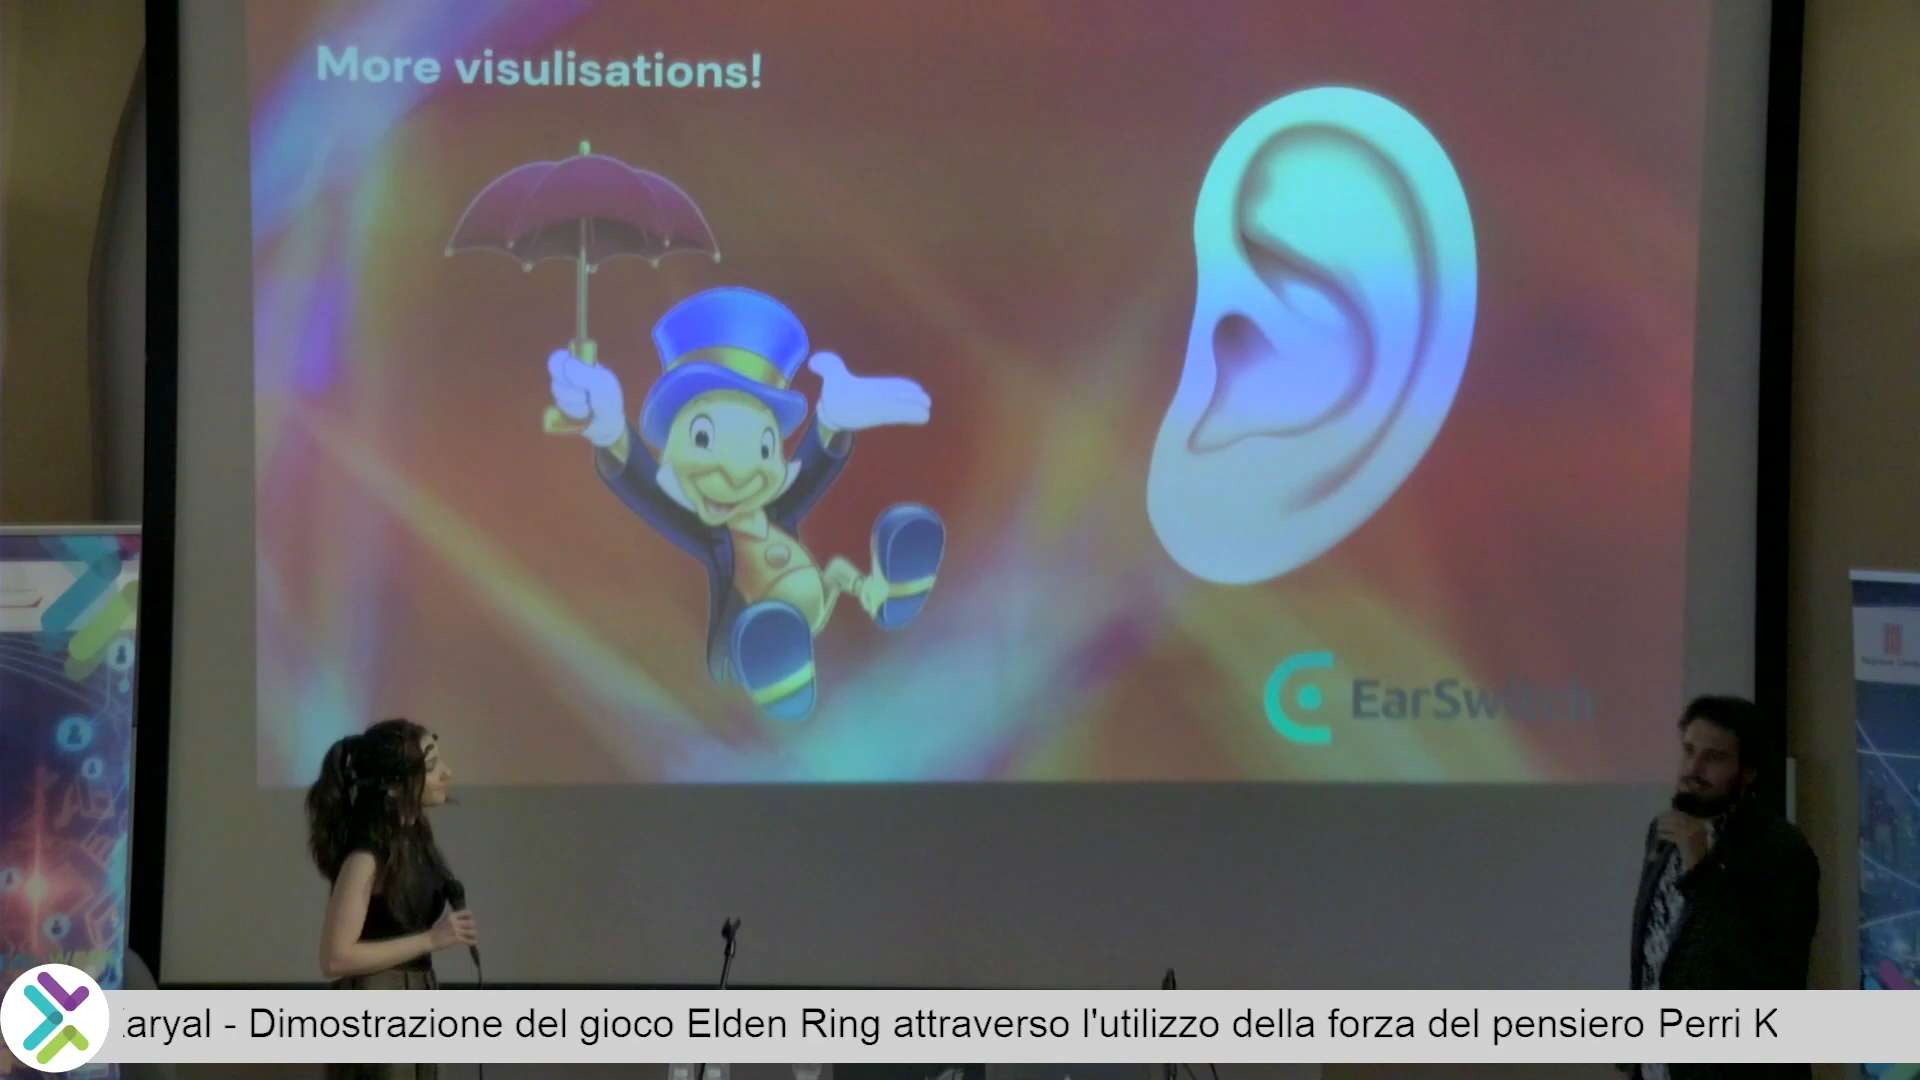 More visulisations!
EarSwitch
aryal - Dimostrazione del gioco Elden Ring attraverso l'utilizzo della forza del pensiero Perri K